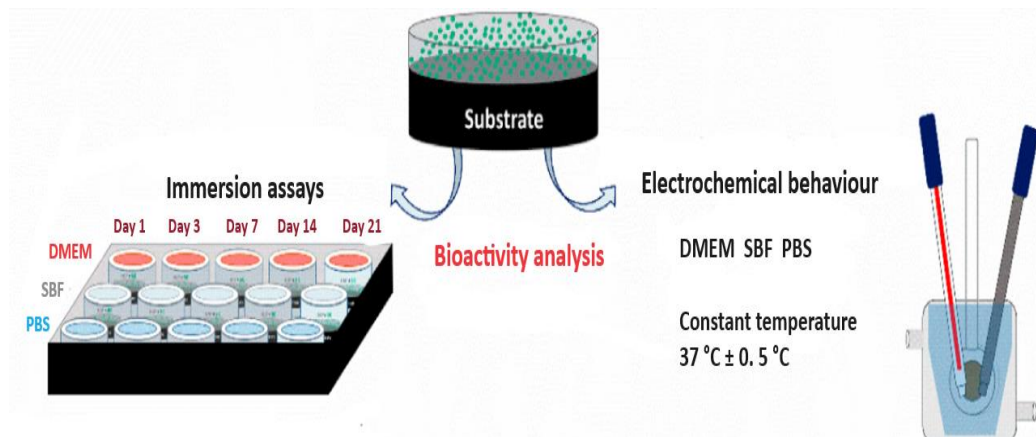 Substrate
Immersion assays
Day 1 Day 3 Day 7 Day 14 Day 21
DMEM
SBF
PBS
Bioactivity analysis
Electrochemical behaviour
DMEM SBF PBS
Constant temperature
37 °C ± 0. 5 °C